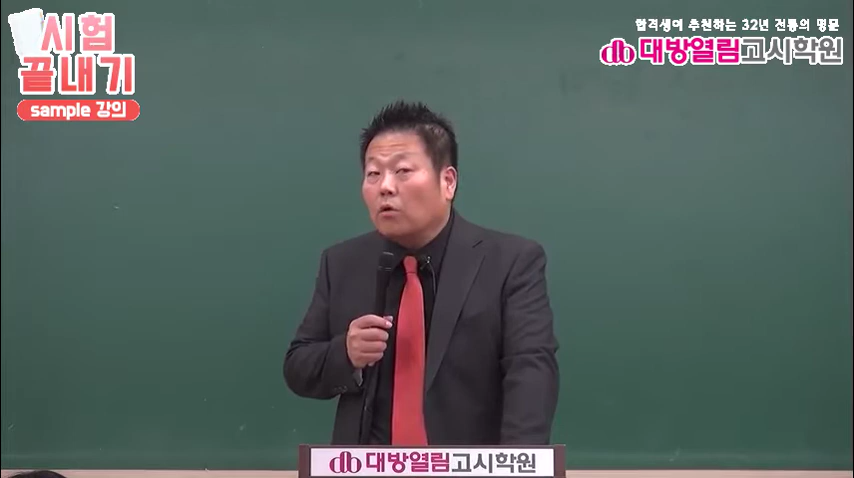 시험
끝내기
sample 강의
합격생이 추천하는 32년 전통의 명문
대방열림고시학원
대방열림고시학원